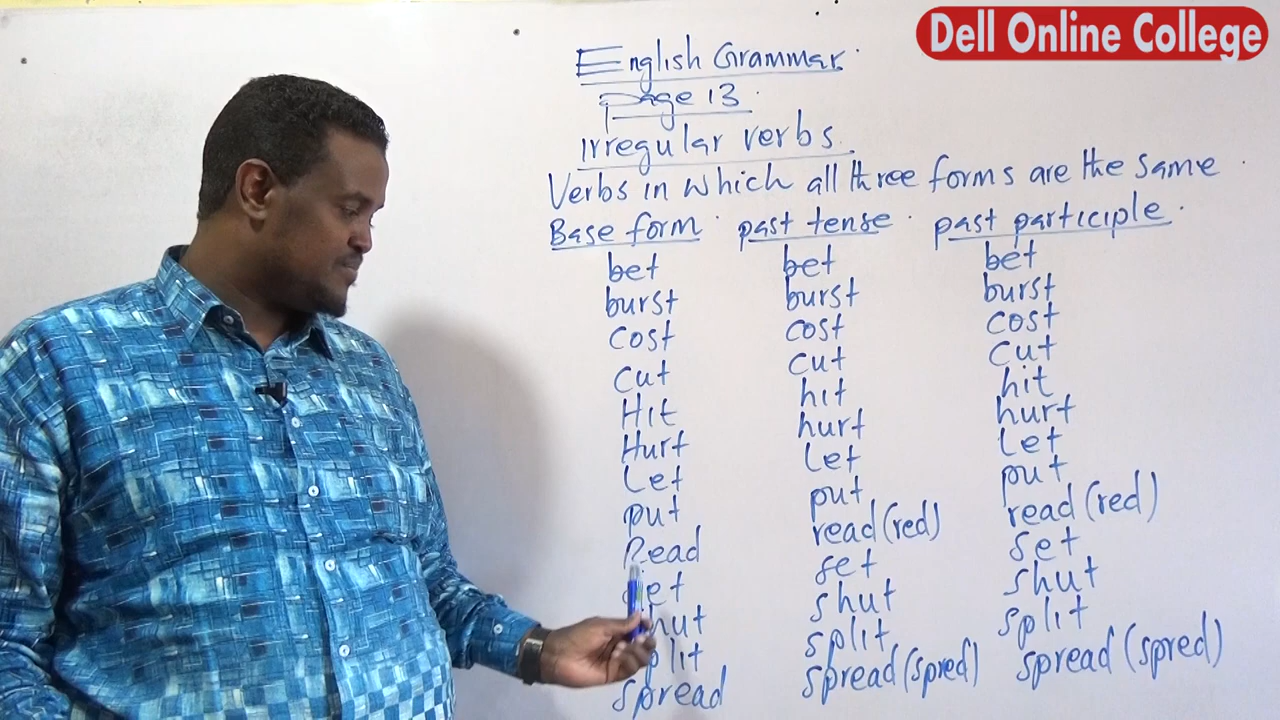 Dell Online College
English Grammar.
page 13.
Irregular verbs.
Verbs in which all three forms are the same.
Base form. past tense. past participle.
bet bet bet
burst burst burst
cost cost cost
cut cut cut
Hit hit hit
Hurt hurt hurt
Let Let Let
put put put
Read read (red) read (red)
et set set
hut shut shut
plit split split
spread spread (spred) spread (spred)